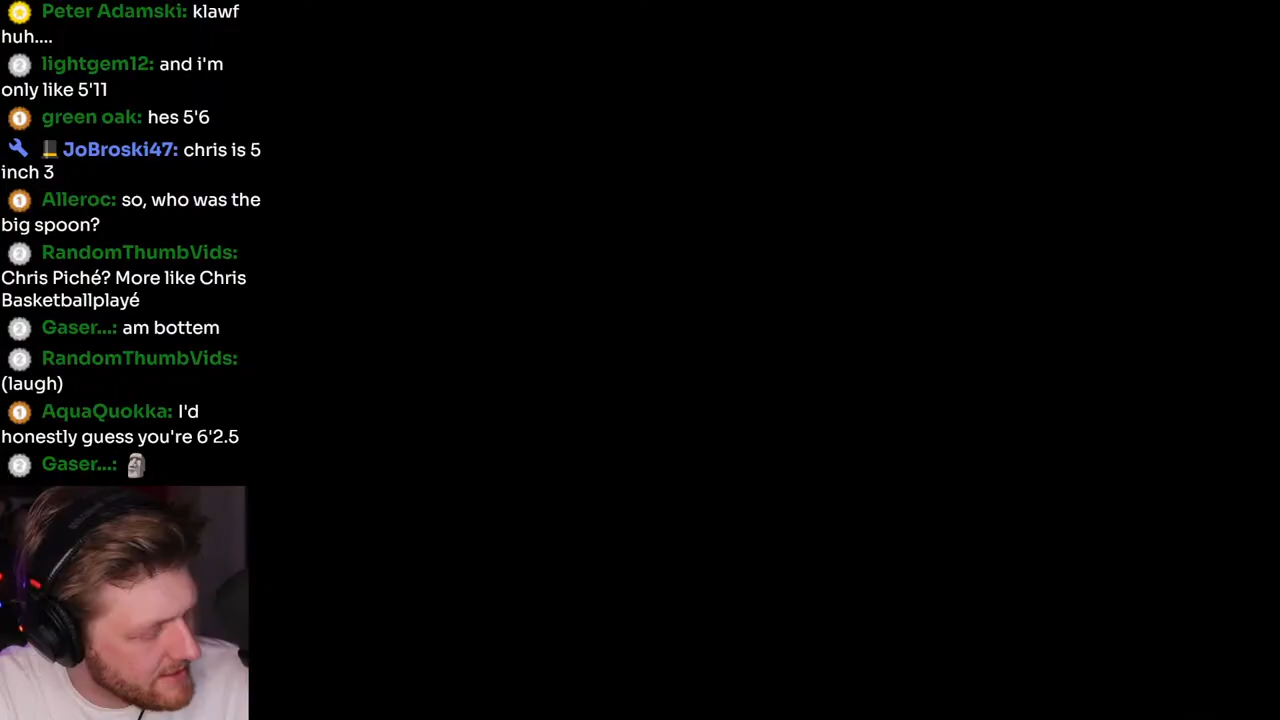 Peter Adamski: klawf
huh....
lightgem12: and i'm
only like 5'11
green oak: hes 5'6
JoBroski47: chris is 5
inch 3
Alleroc: so, who was the
big spoon?
RandomThumbVids:
Chris Piché? More like Chris
Basketballplayé
Gaser...: am bottem
RandomThumbVids:
(laugh)
AquaQuokka: I'd
honestly guess you're 6'2.5
Gaser...: